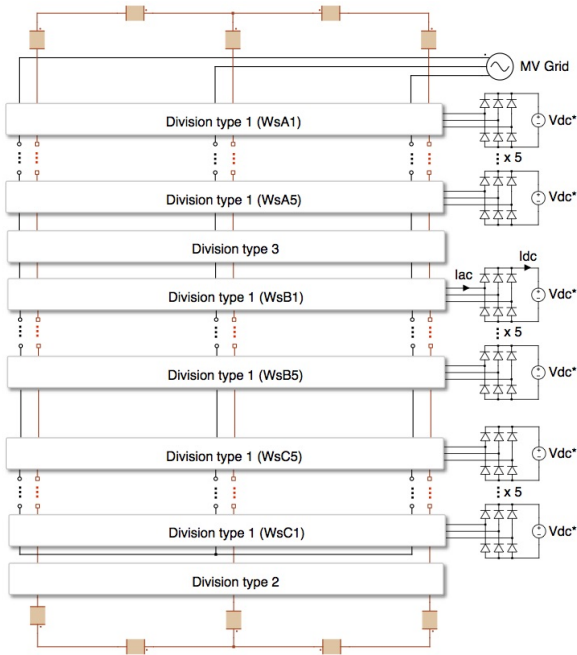 MV Grid
Division type 1 (WsA1)
Vdc*
x 5
Division type 1 (WsA5)
Vdc*
Division type 3
Idc
Iac
Division type 1 (WsB1)
Vdc*
x 5
Division type 1 (WsB5)
Vdc*
Division type 1 (WsC5)
Vdc*
x 5
Division type 1 (WsC1)
Vdc*
Division type 2